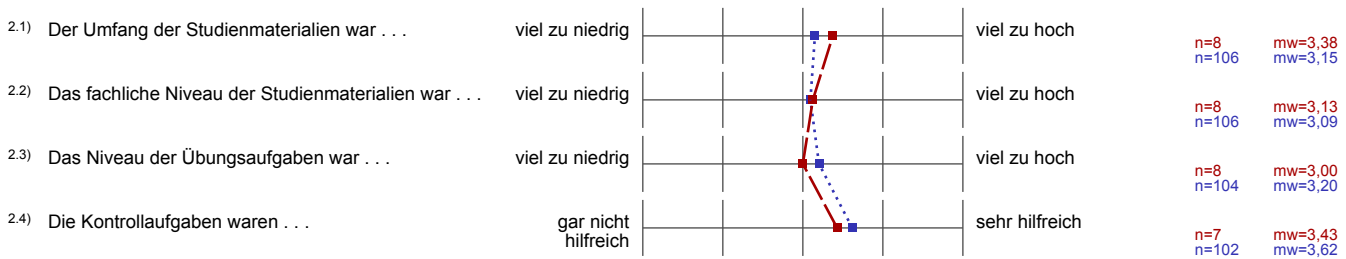 2.1) Der Umfang der Studienmaterialien war . . . viel zu niedrig viel zu hoch n=8 mw=3,38
n=106 mw=3,15
2.2) Das fachliche Niveau der Studienmaterialien war . . . viel zu niedrig viel zu hoch n=8 mw=3,13
n=106 mw=3,09
2.3) Das Niveau der Übungsaufgaben war . . . viel zu niedrig viel zu hoch n=8 mw=3,00
n=104 mw=3,20
2.4) Die Kontrollaufgaben waren . . . gar nicht sehr hilfreich n=7 mw=3,43
hilfreich n=102 mw=3,62